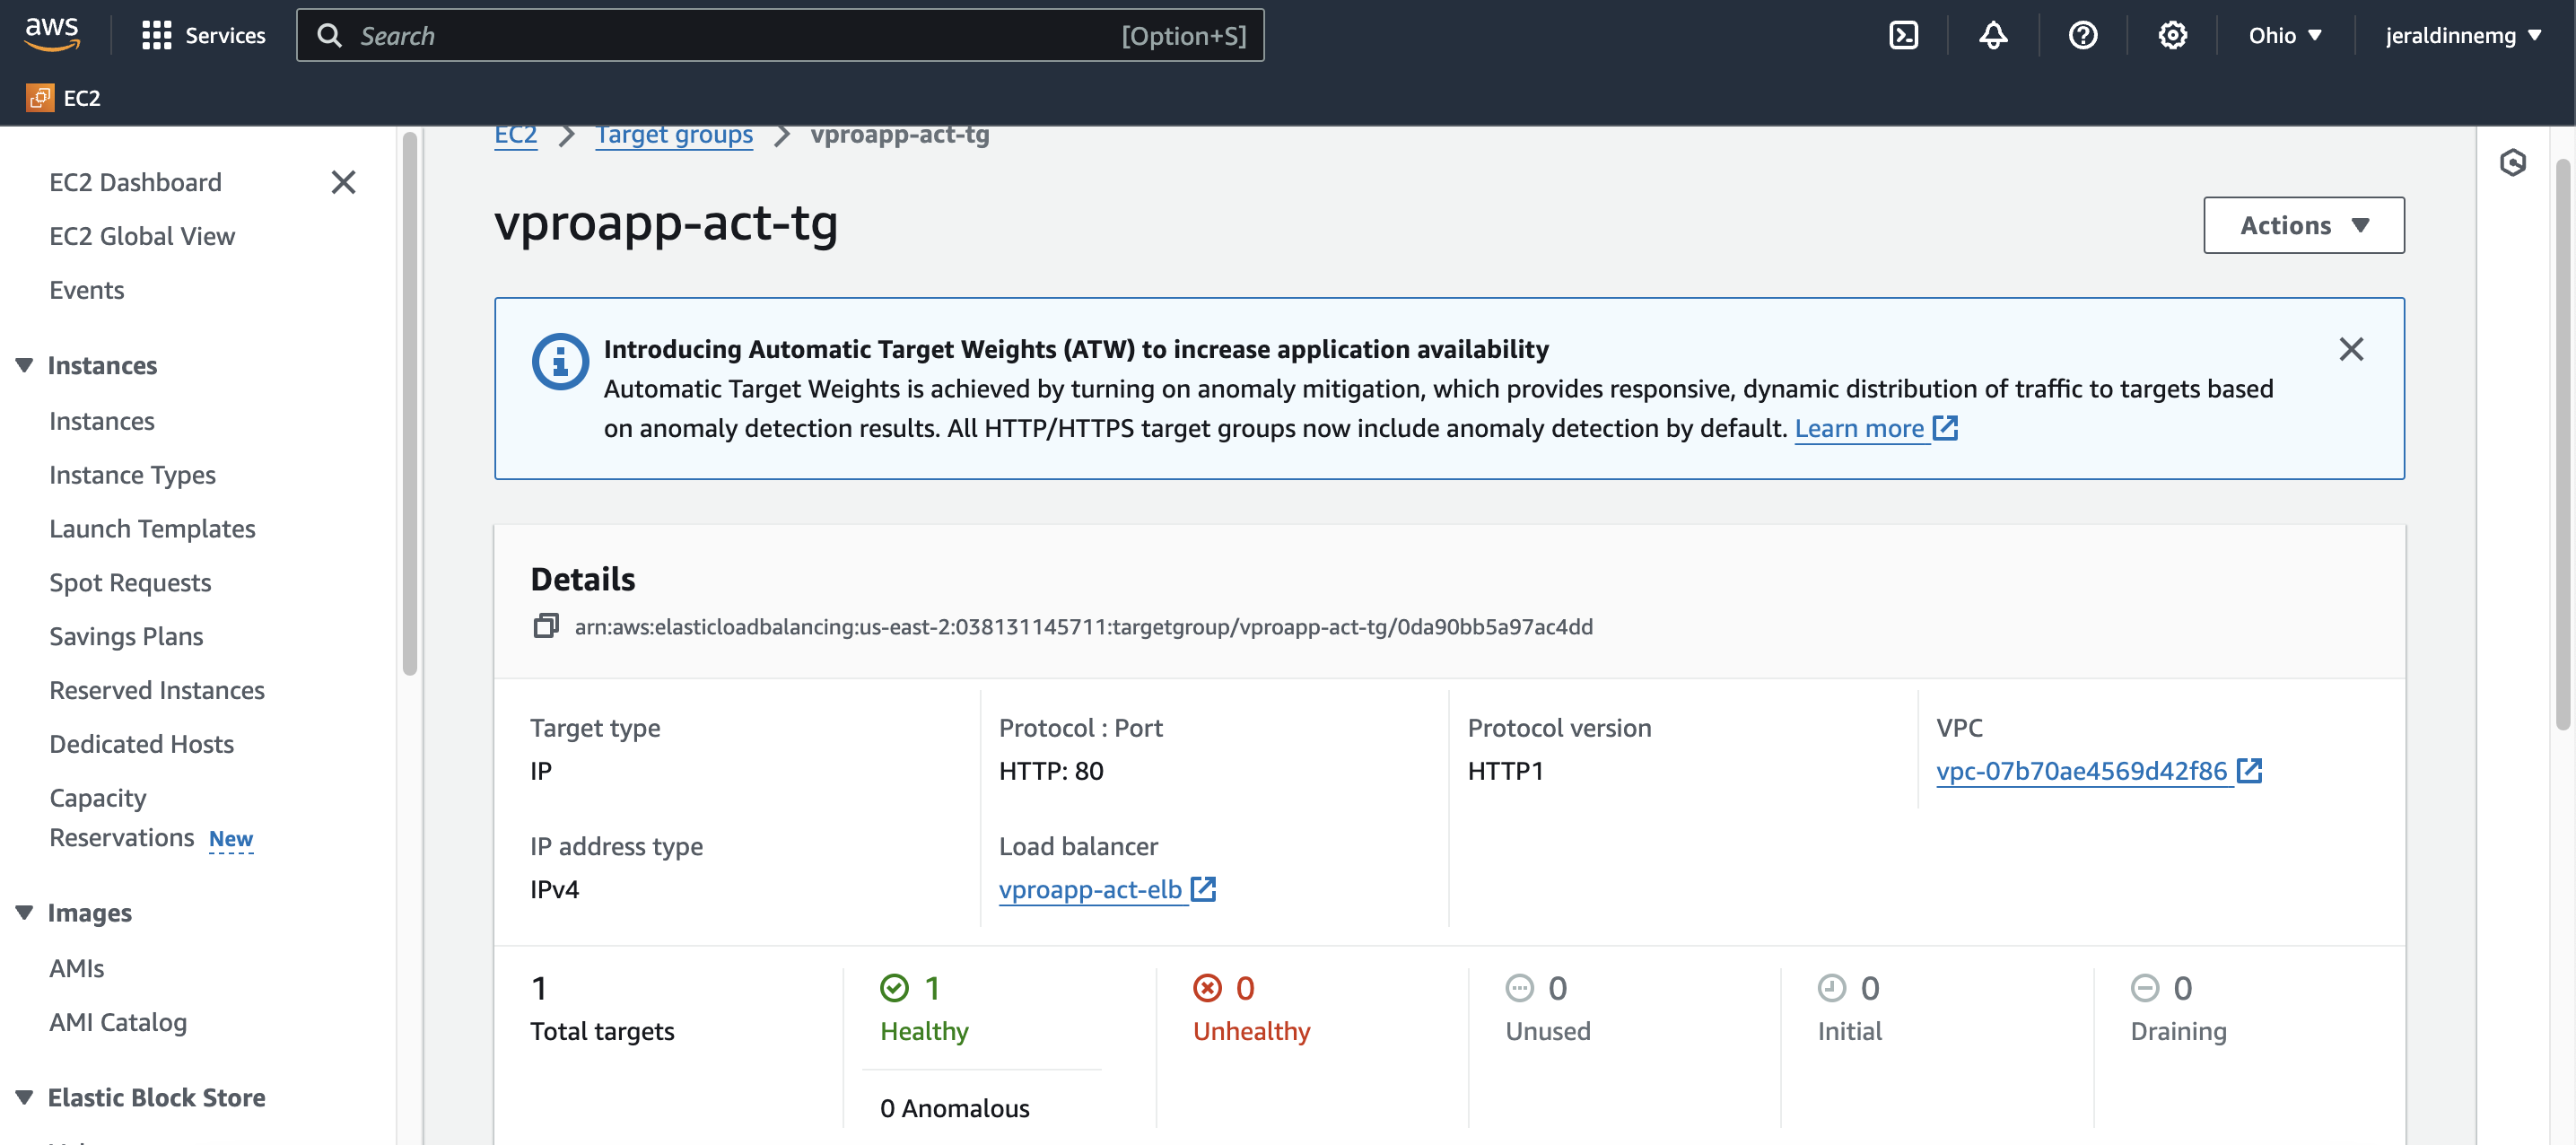 aws
Services
Search
[Option+S]
Ohio
jeraldinnemg
EC2
EC2 Dashboard
EC2 Global View
Events
Instances
Instances
Instance Types
Launch Templates
Spot Requests
Savings Plans
Reserved Instances
Dedicated Hosts
Capacity
Reservations New
Images
AMIs
AMI Catalog
Elastic Block Store
EC2 > Target groups > vproapp-act-tg
vproapp-act-tg
Actions
Introducing Automatic Target Weights (ATW) to increase application availability
Automatic Target Weights is achieved by turning on anomaly mitigation, which provides responsive, dynamic distribution of traffic to targets based
on anomaly detection results. All HTTP/HTTPS target groups now include anomaly detection by default. Learn more
Details
arn:aws:elasticloadbalancing:us-east-2:038131145711:targetgroup/vproapp-act-tg/0da90bb5a97ac4dd
Target type
IP
Protocol : Port
HTTP: 80
Protocol version
HTTP1
VPC
vpc-07b70ae4569d42f86
IP address type
IPv4
Load balancer
vproapp-act-elb
1
Total targets
1
Healthy
0 Anomalous
0
Unhealthy
0
Unused
0
Initial
0
Draining